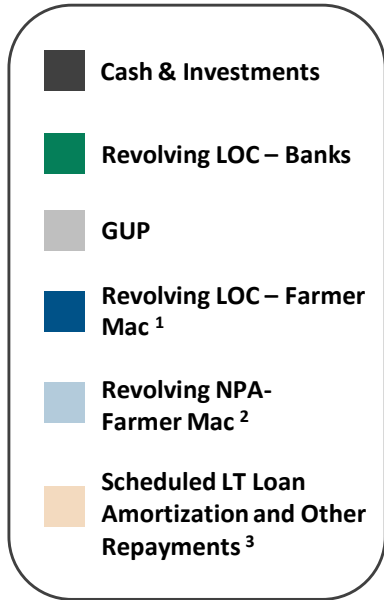 Cash & Investments
Revolving LOC – Banks
GUP
Revolving LOC – Farmer
Mac ¹
Revolving NPA-
Farmer Mac ²
Scheduled LT Loan
Amortization and Other
Repayments ³